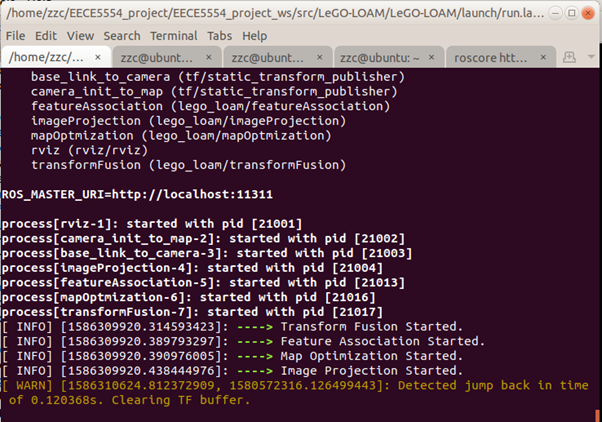 /home/zzc/EECE5554_project/EECE5554_project_ws/src/LeGO-LOAM/LeGO-LOAM/launch/run.la...
File Edit View Search Terminal Tabs Help
/home/zzc/... zzc@ubunt... zzc@ubunt... zzc@ubuntu: ~ roscore htt...
base_link_to_camera (tf/static_transform_publisher)
camera_init_to_map (tf/static_transform_publisher)
featureAssociation (lego_loam/featureAssociation)
imageProjection (lego_loam/imageProjection)
mapOptmization (lego_loam/mapOptmization)
rviz (rviz/rviz)
transformFusion (lego_loam/transformFusion)
ROS_MASTER_URI=http://localhost:11311
process[rviz-1]: started with pid [21001]
process[camera_init_to_map-2]: started with pid [21002]
process[base_link_to_camera-3]: started with pid [21003]
process[imageProjection-4]: started with pid [21004]
process[featureAssociation-5]: started with pid [21013]
process[mapOptmization-6]: started with pid [21016]
process[transformFusion-7]: started with pid [21017]
[ INFO] [1586309920.314593423]: ----> Transform Fusion Started.
[ INFO] [1586309920.389793297]: ----> Feature Association Started.
[ INFO] [1586309920.390976005]: ----> Map Optimization Started.
[ INFO] [1586309920.438444976]: ----> Image Projection Started.
[ WARN] [1586310624.812372909, 1580572316.126499443]: Detected jump back in time
of 0.120368s. Clearing TF buffer.